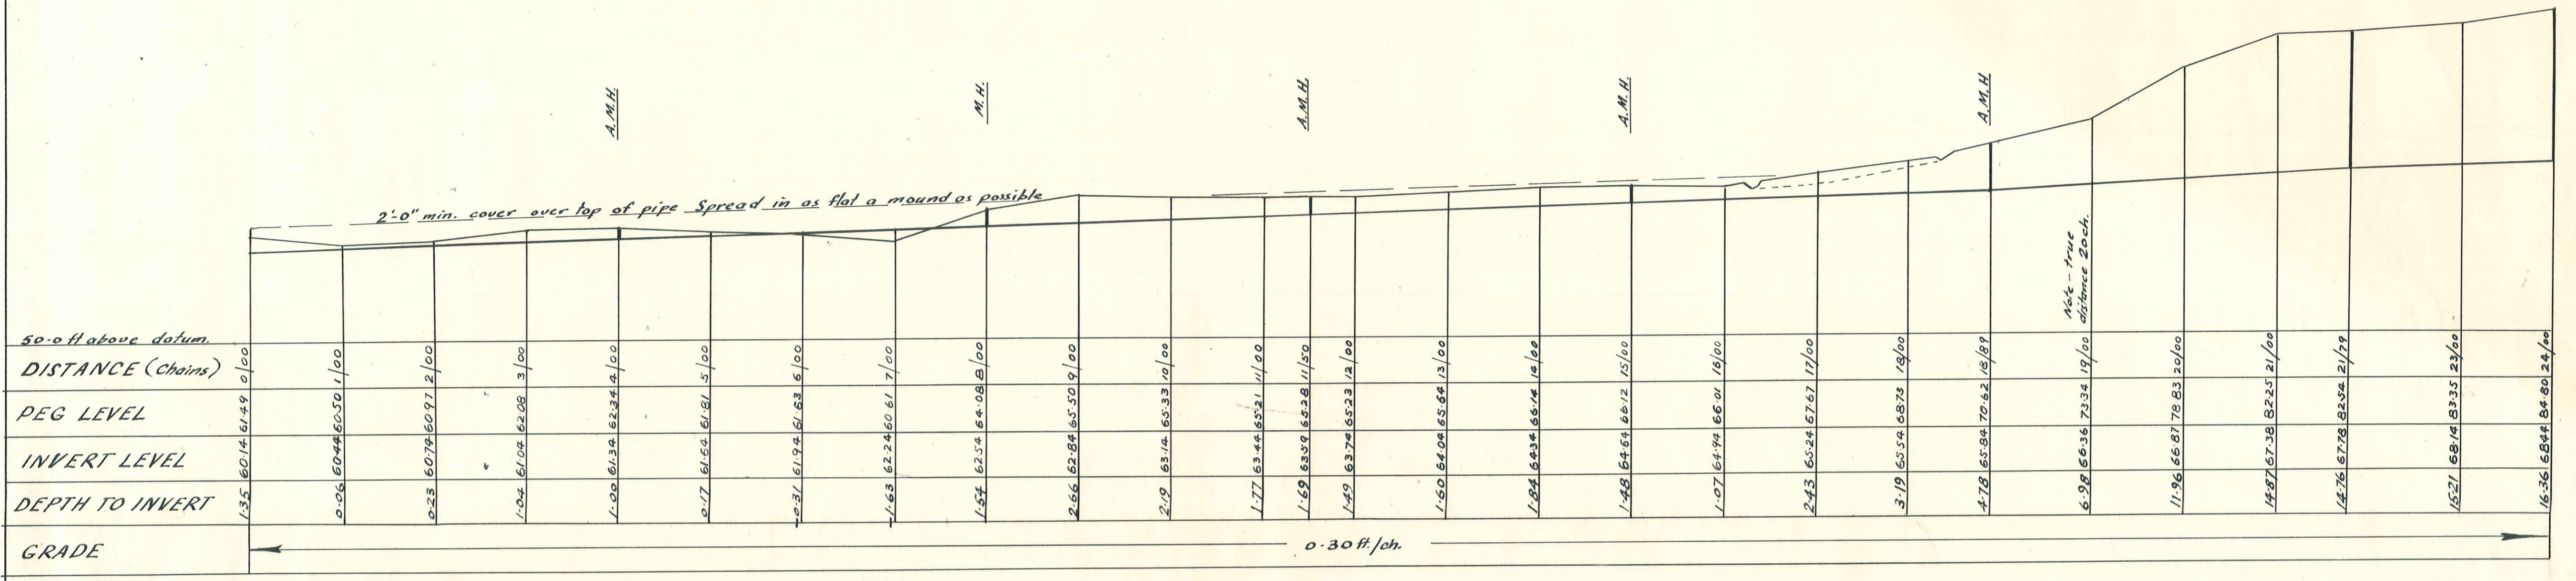 A.M.H.
M.H.
A.M.H.
A.M.H.
A.M.H
2'-0" min. cover over top of pipe Spread in as flat a mound as possible
Note - true
distance 20ch.
50·0 ft above datum.
DISTANCE (Chains) 0/00 1/00 2/00 3/00 4/00 5/00 6/00 7/00 8/00 9/00 10/00 11/00 11/50 12/00 13/00 14/00 15/00 16/00 17/00 18/00 18/89 19/00 20/00 21/00 21/79 23/00 24/00
PEG LEVEL 61·49 60·50 60·97 62·08 62·34 61·81 61·63 60·61 64·08 65·50 65·33 65·21 65·28 65·23 65·64 66·14 66·12 66·01 67·67 68·73 70·62 73·34 78·83 82·25 82·54 83·35 84·80
INVERT LEVEL 60·14 60·44 60·74 61·04 61·34 61·64 61·94 62·24 62·54 62·84 63·14 63·44 63·59 63·74 64·04 64·34 64·64 64·94 65·24 65·54 65·84 66·36 66·87 67·38 67·78 68·14 68·44
DEPTH TO INVERT 1·35 0·06 0·23 1·04 1·00 0·17 -0·31 -1·63 1·54 2·66 2·19 1·77 1·69 1·49 1·60 1·84 1·48 1·07 2·43 3·19 4·78 6·98 11·96 14·87 14·76 15·21 16·36
GRADE 0·30 ft./ch.